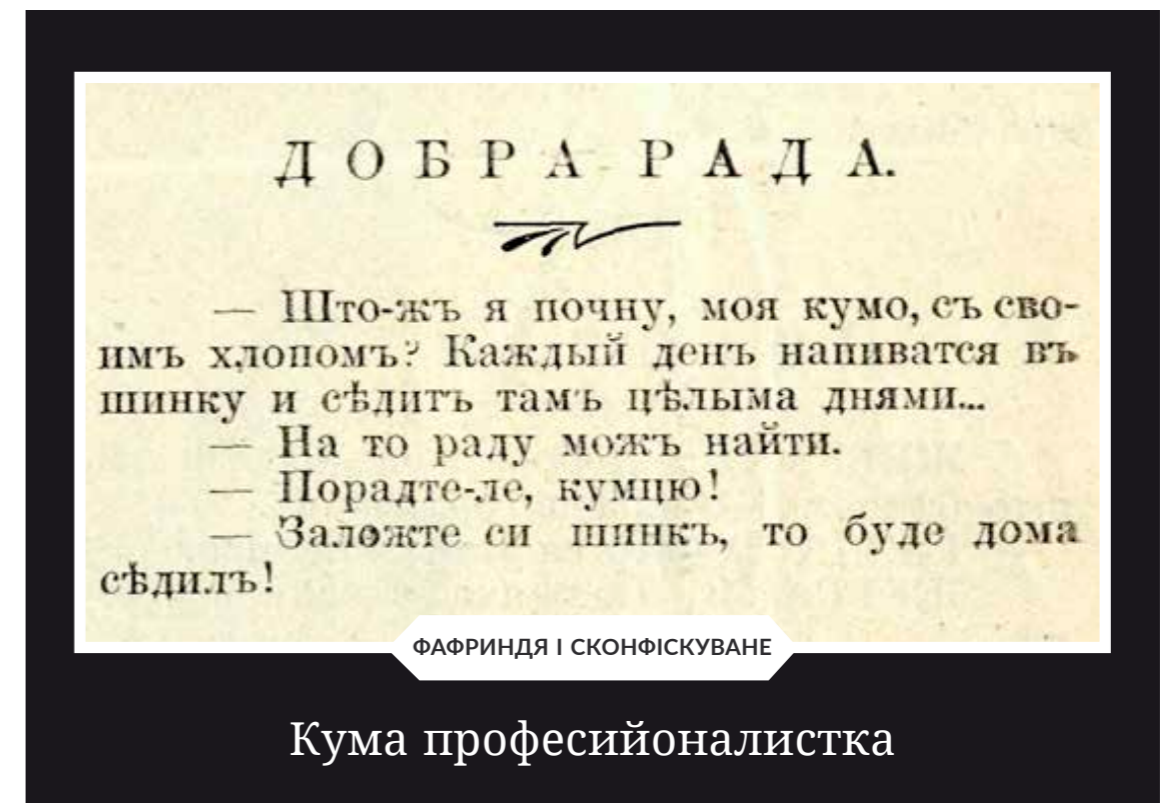 ДОБРА РАДА.
— Што-жъ я почну, моя кумо, съ сво-
имъ хлопомъ? Каждый день напиватся въ
шинку и сѣдитъ тамъ цѣлыма днями...
— На то раду можъ найти.
— Порадте-ле, кумцю!
— Заложте си шинкъ, то буде дома
сѣдилъ!
ФАФРИНДЯ І СКОНФІСКУВАНЕ
Кума професийоналистка